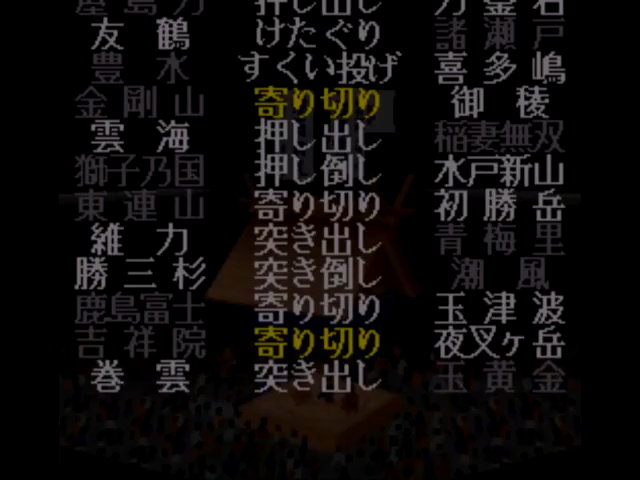 友鶴 けたぐり 諸瀬戸
豊水 すくい投げ 喜多嶋
金剛山 寄り切り 御稜
雲海 押し出し 稲妻無双
獅子乃国 押し倒し 水戸新山
東連山 寄り切り 初勝岳
維力 突き出し 青梅里
勝三杉 突き倒し 潮風
鹿島富士 寄り切り 玉津波
吉祥院 寄り切り 夜叉ヶ岳
巻雲 突き出し 玉黄金